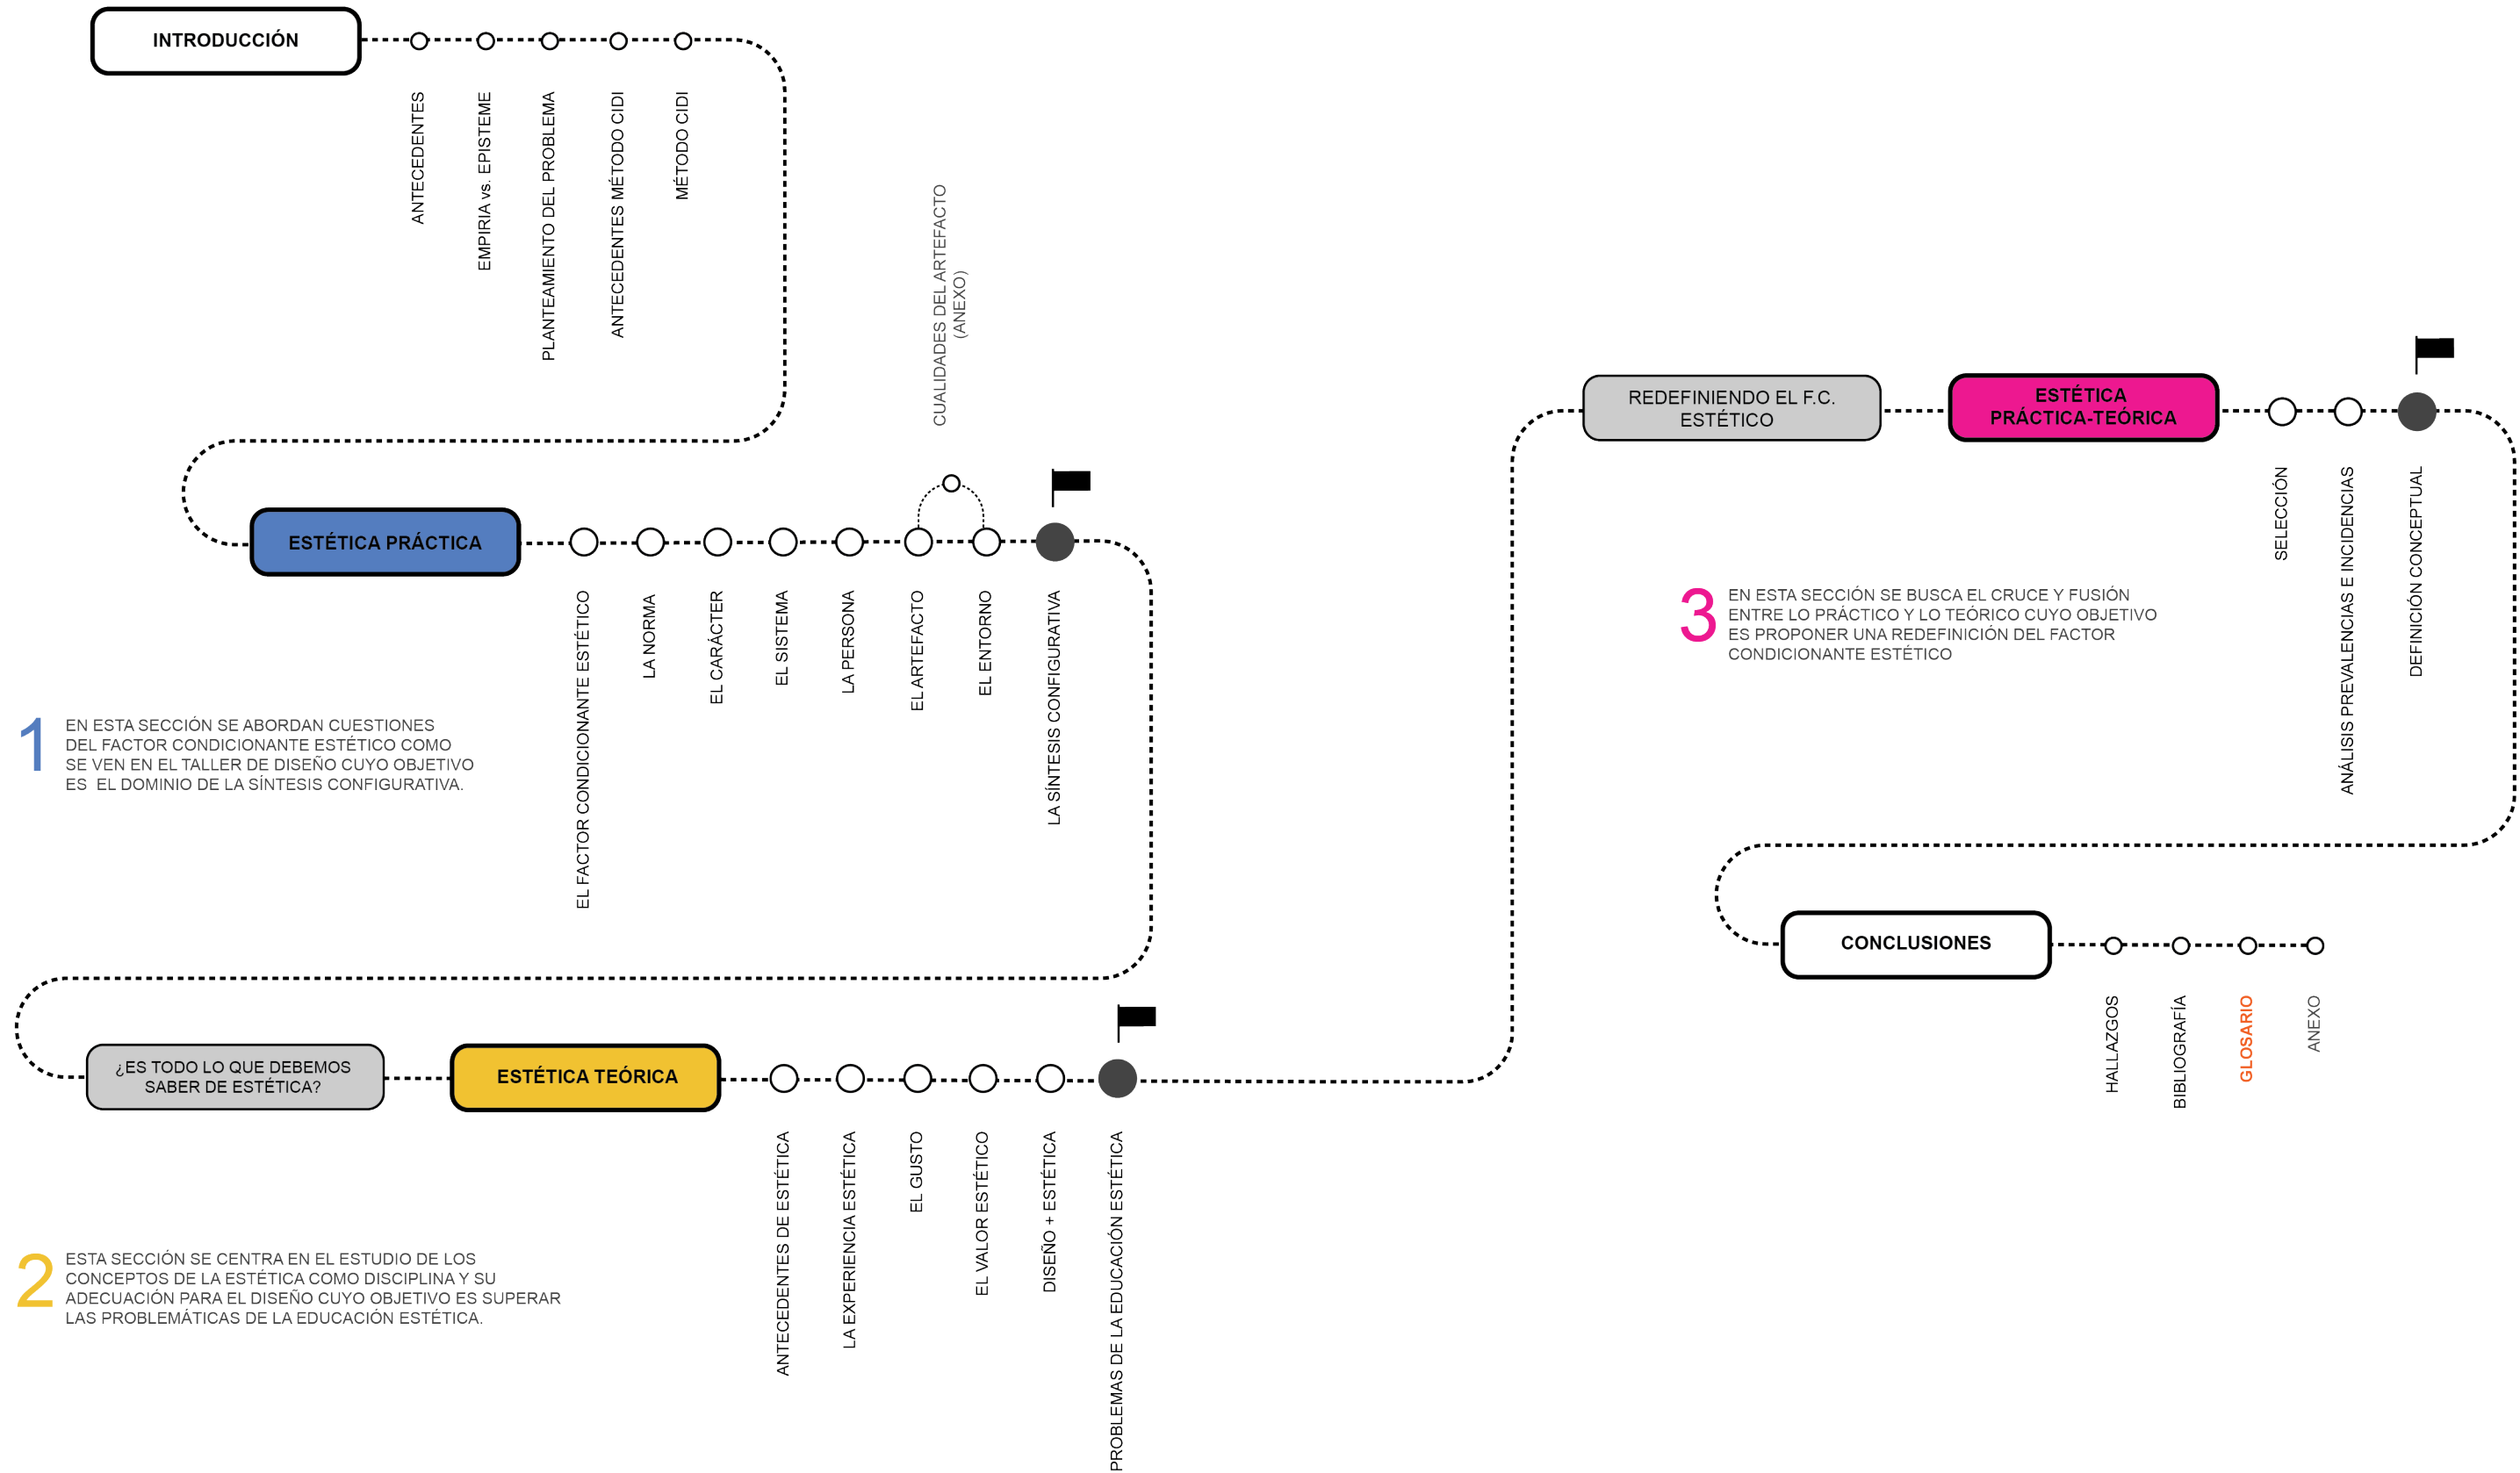 INTRODUCCIÓN
ANTECEDENTES
EMPIRIA vs. EPISTEME
PLANTEAMIENTO DEL PROBLEMA
ANTECEDENTES MÉTODO CIDI
MÉTODO CIDI
CUALIDADES DEL ARTEFACTO
(ANEXO)
ESTÉTICA PRÁCTICA
EL FACTOR CONDICIONANTE ESTÉTICO
LA NORMA
EL CARÁCTER
EL SISTEMA
LA PERSONA
EL ARTEFACTO
EL ENTORNO
LA SÍNTESIS CONFIGURATIVA
1
EN ESTA SECCIÓN SE ABORDAN CUESTIONES
DEL FACTOR CONDICIONANTE ESTÉTICO COMO
SE VEN EN EL TALLER DE DISEÑO CUYO OBJETIVO
ES EL DOMINIO DE LA SÍNTESIS CONFIGURATIVA.
¿ES TODO LO QUE DEBEMOS
SABER DE ESTÉTICA?
ESTÉTICA TEÓRICA
ANTECEDENTES DE ESTÉTICA
LA EXPERIENCIA ESTÉTICA
EL GUSTO
EL VALOR ESTÉTICO
DISEÑO + ESTÉTICA
PROBLEMAS DE LA EDUCACIÓN ESTÉTICA
2
ESTA SECCIÓN SE CENTRA EN EL ESTUDIO DE LOS
CONCEPTOS DE LA ESTÉTICA COMO DISCIPLINA Y SU
ADECUACIÓN PARA EL DISEÑO CUYO OBJETIVO ES SUPERAR
LAS PROBLEMÁTICAS DE LA EDUCACIÓN ESTÉTICA.
REDEFINIENDO EL F.C.
ESTÉTICO
ESTÉTICA
PRÁCTICA-TEÓRICA
SELECCIÓN
ANÁLISIS PREVALENCIAS E INCIDENCIAS
DEFINICIÓN CONCEPTUAL
3
EN ESTA SECCIÓN SE BUSCA EL CRUCE Y FUSIÓN
ENTRE LO PRÁCTICO Y LO TEÓRICO CUYO OBJETIVO
ES PROPONER UNA REDEFINICIÓN DEL FACTOR
CONDICIONANTE ESTÉTICO
CONCLUSIONES
HALLAZGOS
BIBLIOGRAFÍA
GLOSARIO
ANEXO